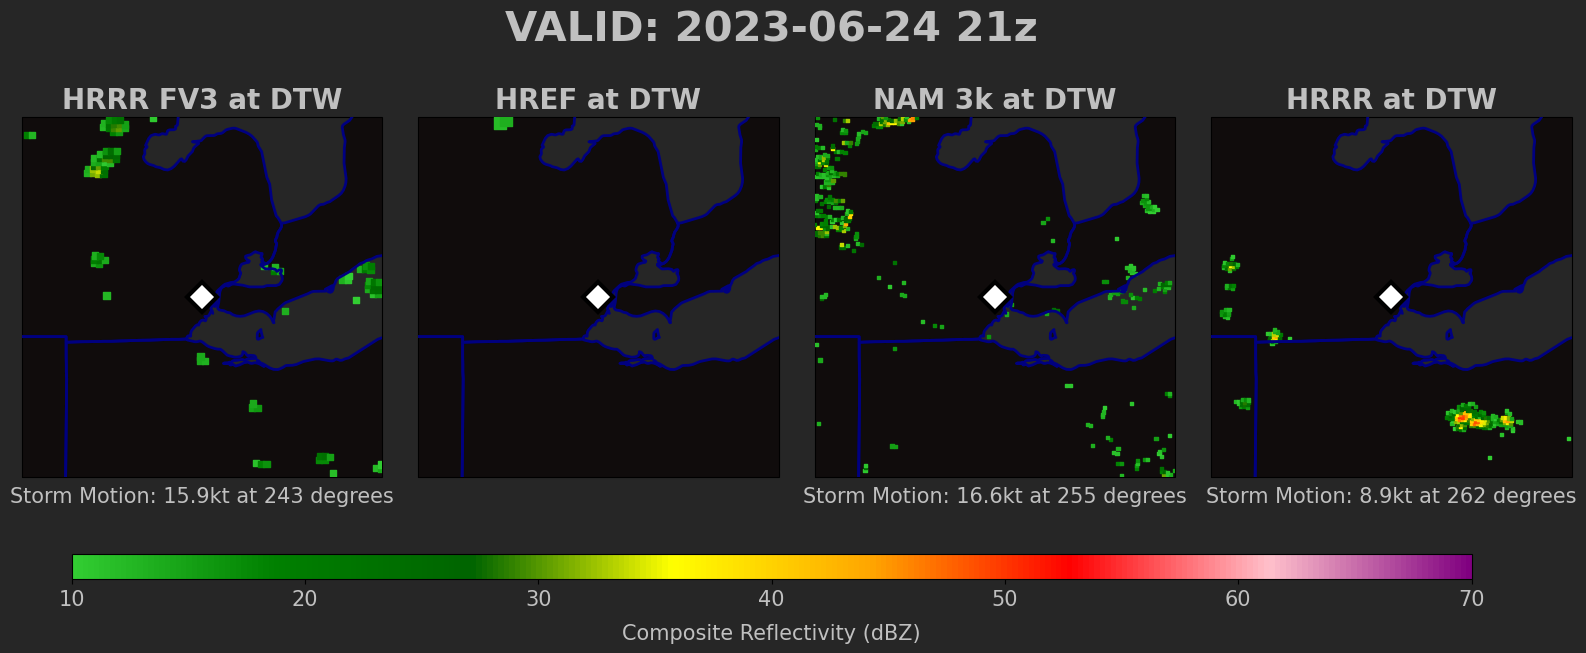 VALID: 2023-06-24 21z
HRRR FV3 at DTW
HREF at DTW
NAM 3k at DTW
HRRR at DTW
Storm Motion: 15.9kt at 243 degrees
Storm Motion: 16.6kt at 255 degrees
Storm Motion: 8.9kt at 262 degrees
10 20 30 40 50 60 70
Composite Reflectivity (dBZ)